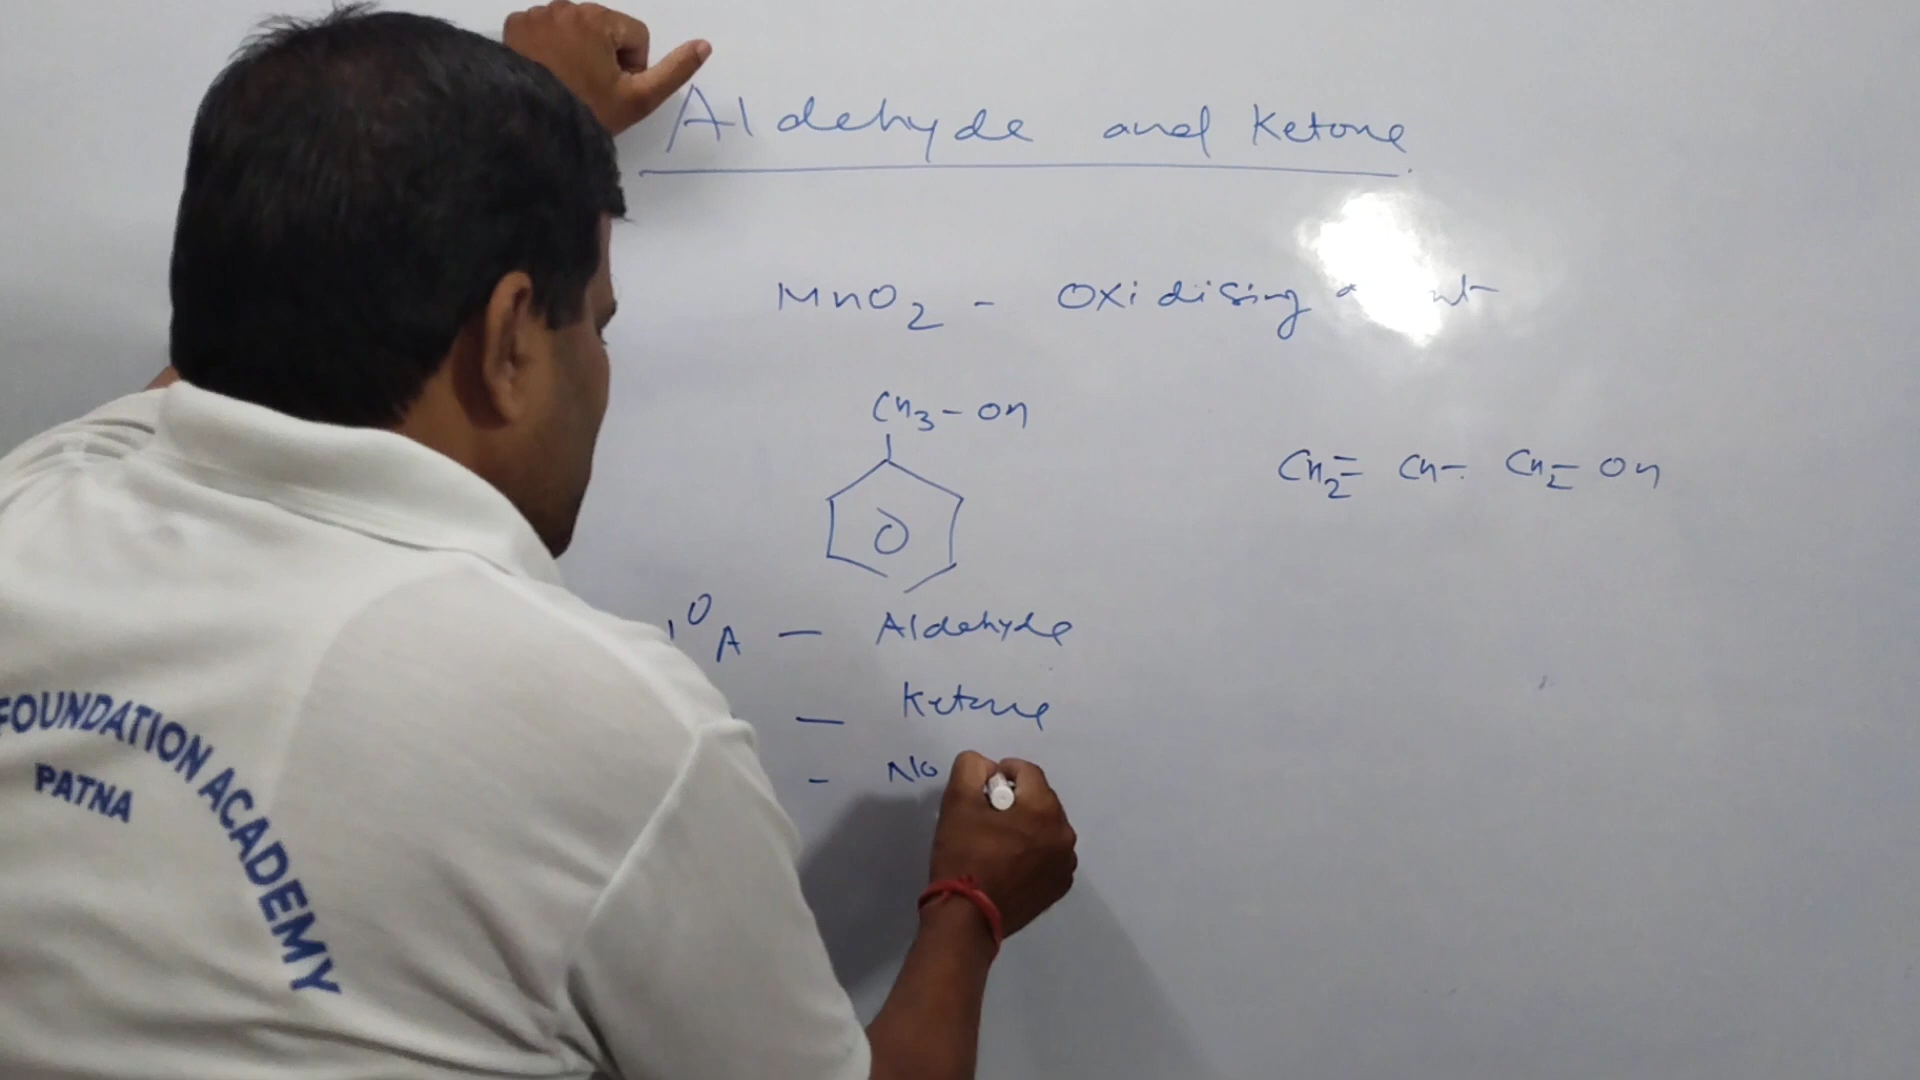 Aldehyde and Ketone
MnO2 - Oxidising
CH3 - OH
CH2 = CH - CH2 - OH
1° A — Aldehyde
— Ketone
- No
FOUNDATION ACADEMY
PATNA